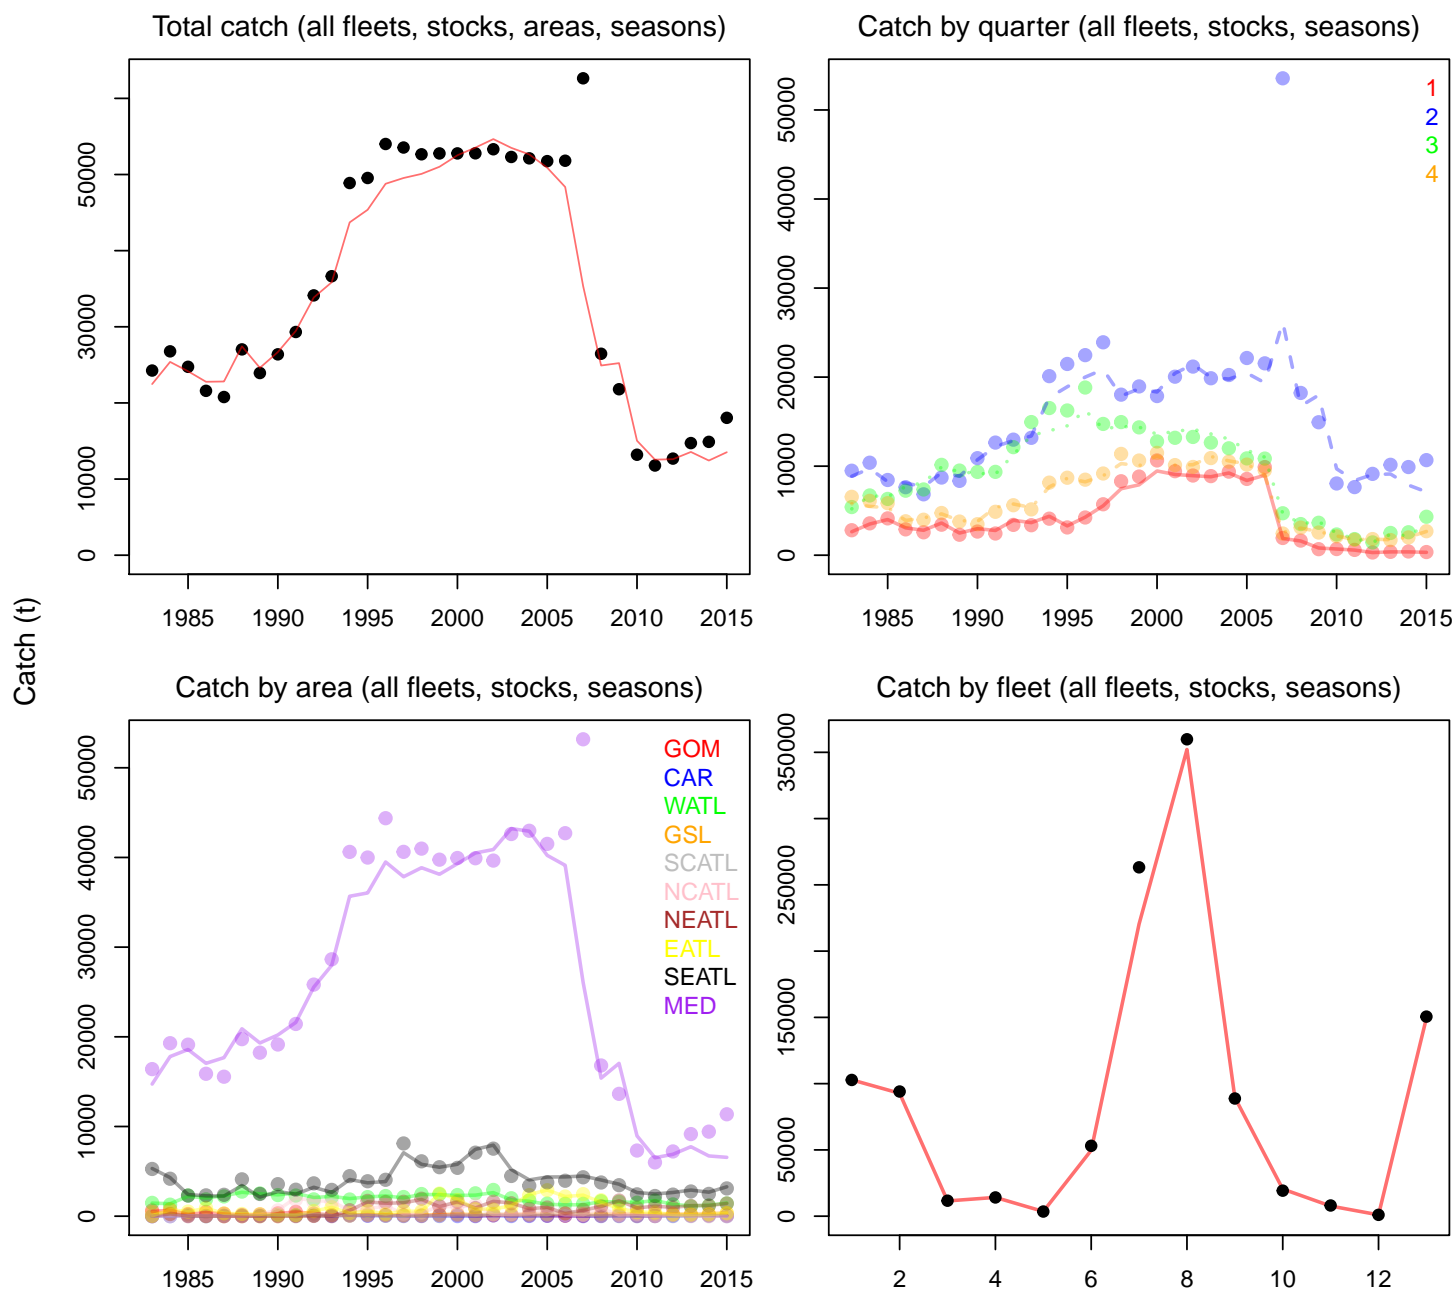 Total catch (all fleets, stocks, areas, seasons)
0
10000
30000
50000
1985 1990 1995 2000 2005 2010 2015
Catch by quarter (all fleets, stocks, seasons)
0
10000
20000
30000
40000
50000
1
2
3
4
1985 1990 1995 2000 2005 2010 2015
Catch (t)
Catch by area (all fleets, stocks, seasons)
0
10000
20000
30000
40000
50000
GOM
CAR
WATL
GSL
SCATL
NCATL
NEATL
EATL
SEATL
MED
1985 1990 1995 2000 2005 2010 2015
Catch by fleet (all fleets, stocks, seasons)
0
50000
150000
250000
350000
2 4 6 8 10 12